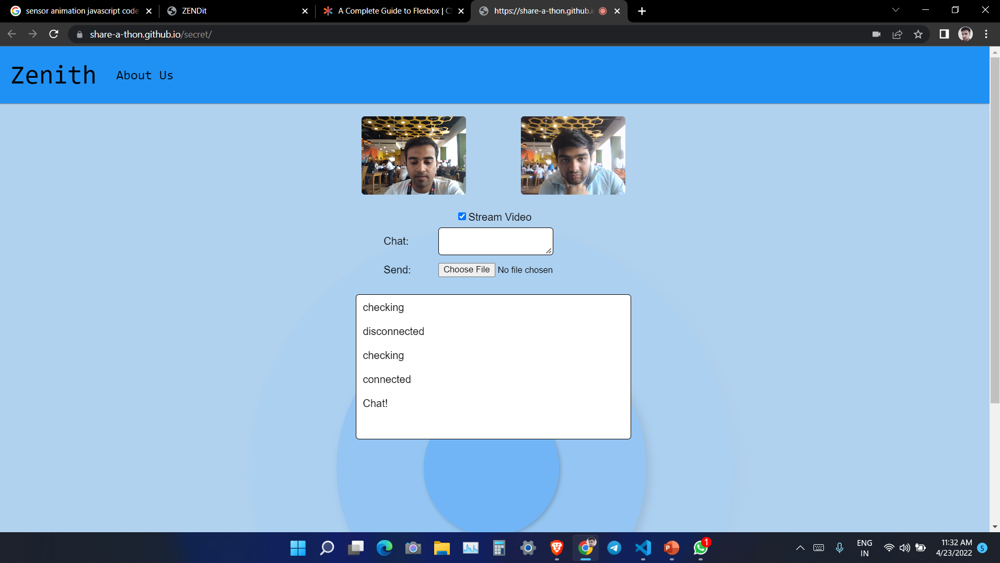 sensor animation javascript code
ZENDit
A Complete Guide to Flexbox | CS
https://share-a-thon.github.i
share-a-thon.github.io/secret/
Zenith
About Us
Stream Video
Chat:
Send:
Choose File No file chosen
checking
disconnected
checking
connected
Chat!
1
ENG
IN
11:32 AM
4/23/2022
5